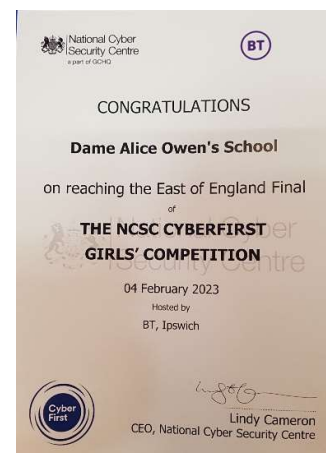 National Cyber
Security Centre
a part of GCHQ
BT
CONGRATULATIONS
Dame Alice Owen's School
on reaching the East of England Final
of
THE NCSC CYBERFIRST
GIRLS' COMPETITION
04 February 2023
Hosted by
BT, Ipswich
Cyber
First
Lindy Cameron
CEO, National Cyber Security Centre